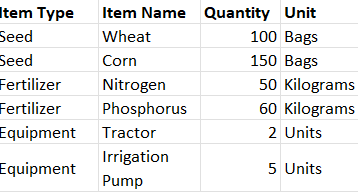 Item Type Item Name Quantity Unit
Seed Wheat 100 Bags
Seed Corn 150 Bags
Fertilizer Nitrogen 50 Kilograms
Fertilizer Phosphorus 60 Kilograms
Equipment Tractor 2 Units
Equipment Irrigation Pump 5 Units